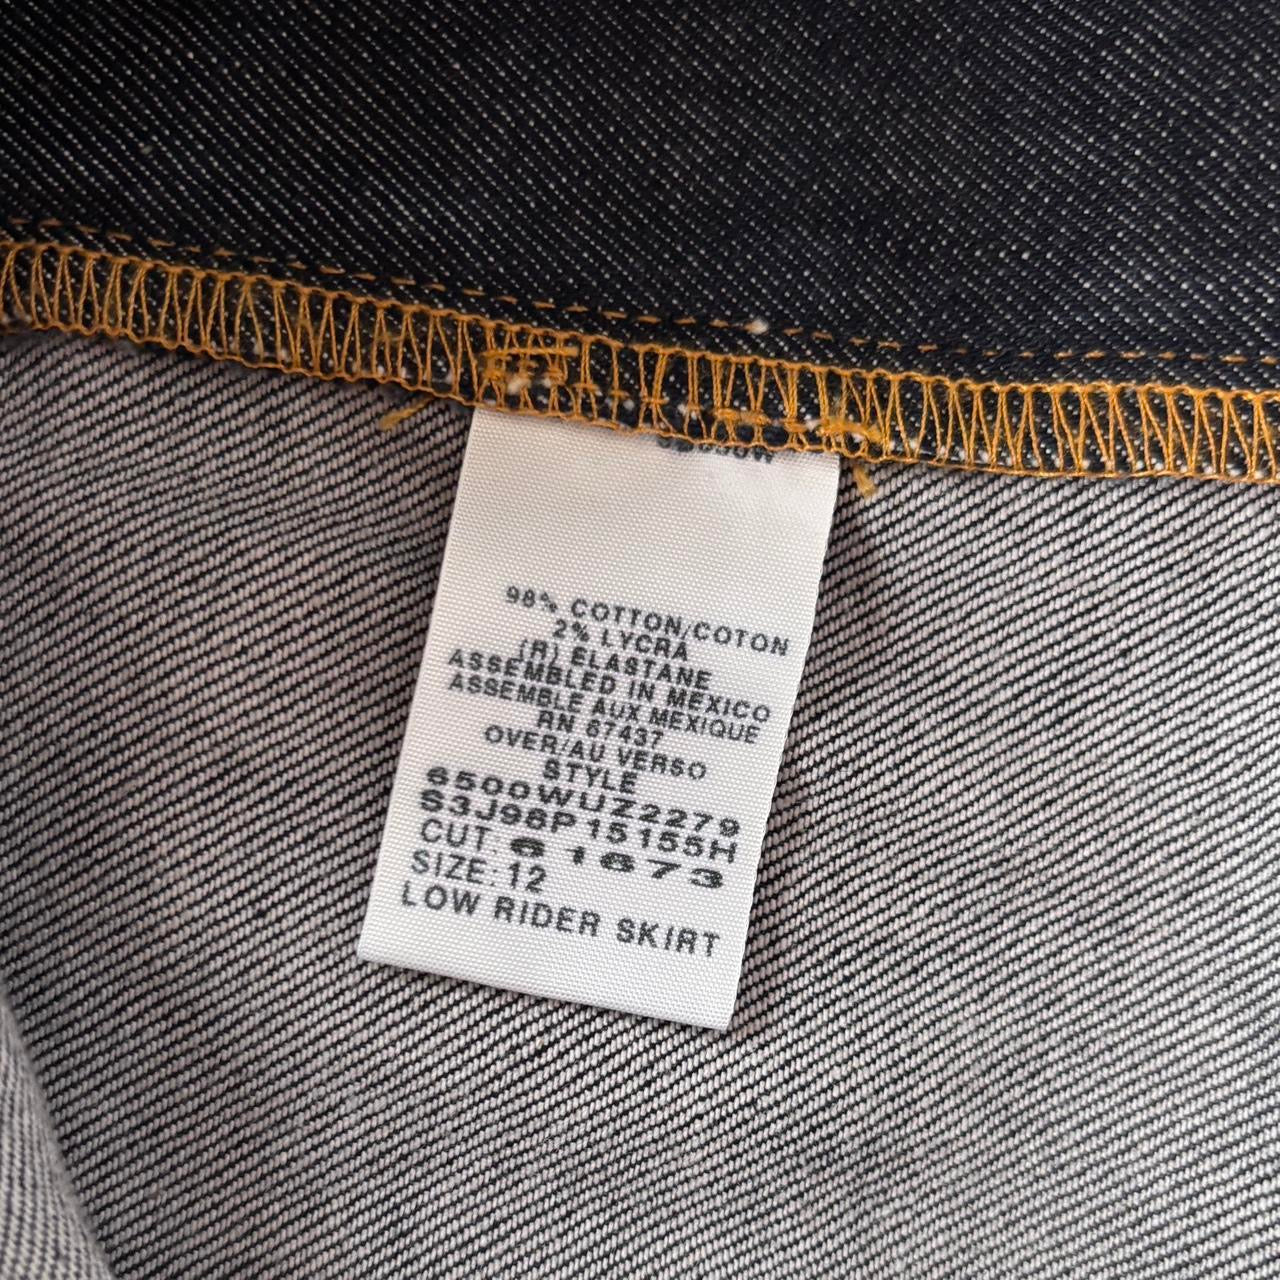 98% COTTON/COTON
2% LYCRA
(R) ELASTANE
ASSEMBLED IN MEXICO
ASSEMBLE AUX MEXIQUE
RN 67437
OVER/AU VERSO
STYLE
6500WUZ2279
S3J98P15155H
CUT: 61673
SIZE: 12
LOW RIDER SKIRT